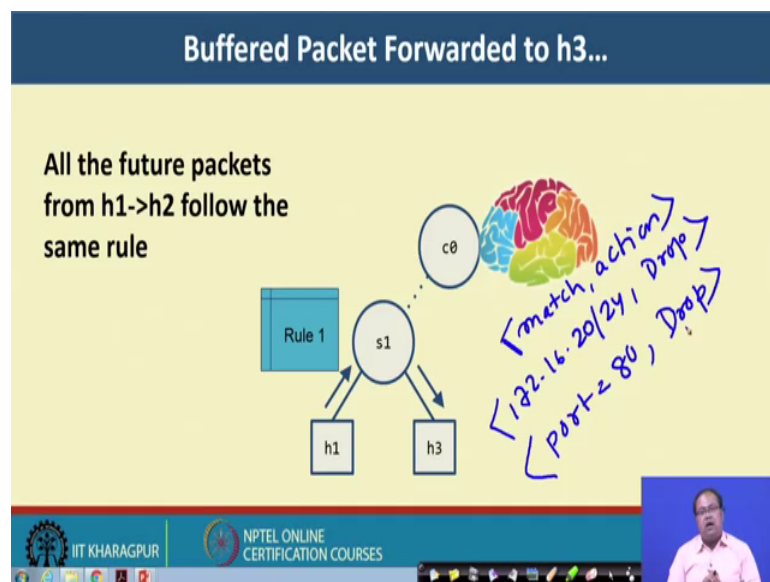 Buffered Packet Forwarded to h3...
All the future packets
from h1->h2 follow the
same rule
c0
<match, action>
<172.16.20/24, Drop>
<port = 80, Drop>
Rule 1
s1
h1
h3
IIT KHARAGPUR
NPTEL ONLINE
CERTIFICATION COURSES